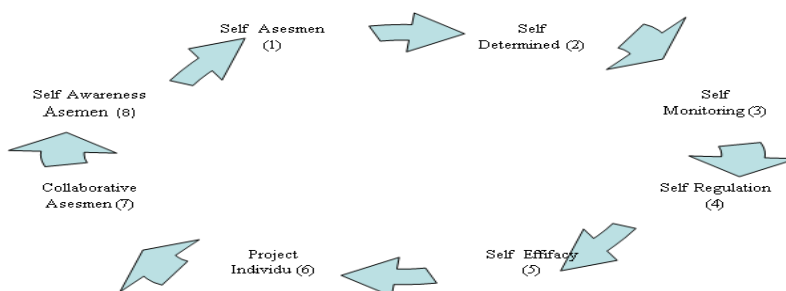 Self Asesmen
(1)
Self
Determined (2)
Self
Monitoring (3)
Self Regulation
(4)
Self Effifacy
(5)
Project
Individu (6)
Collaborative
Asesmen (7)
Self Awareness
Asemen (8)